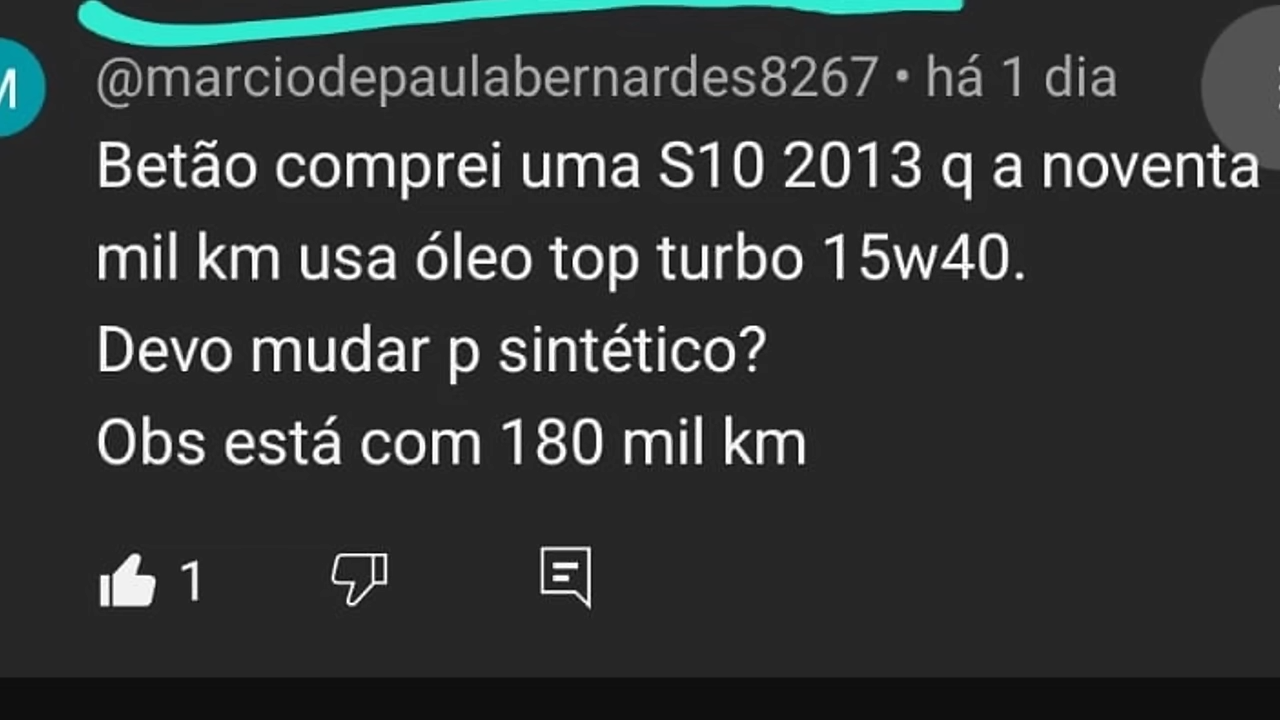 M
@marciodepaulabernardes8267 • há 1 dia
Betão comprei uma S10 2013 q a noventa
mil km usa óleo top turbo 15w40.
Devo mudar p sintético?
Obs está com 180 mil km
1